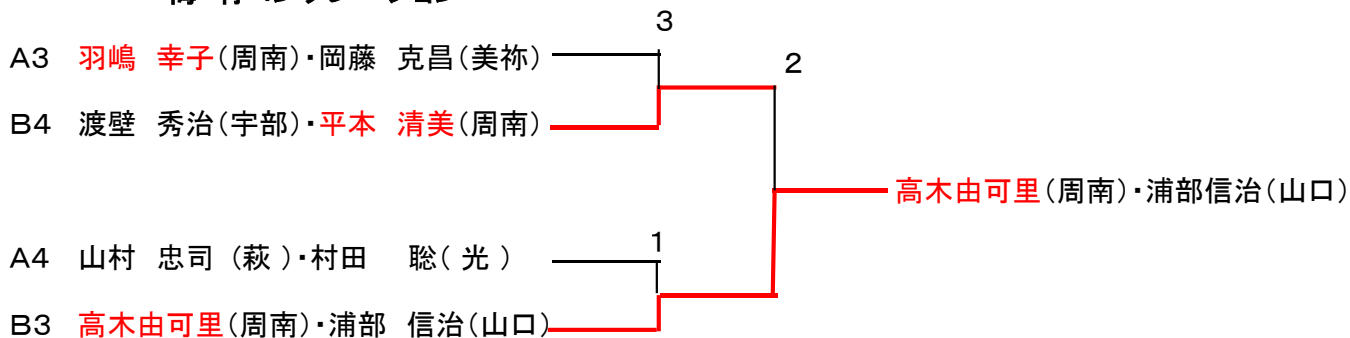 3
A3 羽嶋 幸子(周南)・岡藤 克昌(美祢)
2
B4 渡壁 秀治(宇部)・平本 清美(周南)
高木由可里(周南)・浦部信治(山口)
1
A4 山村 忠司 (萩)・村田 聡(光)
B3 高木由可里(周南)・浦部 信治(山口)